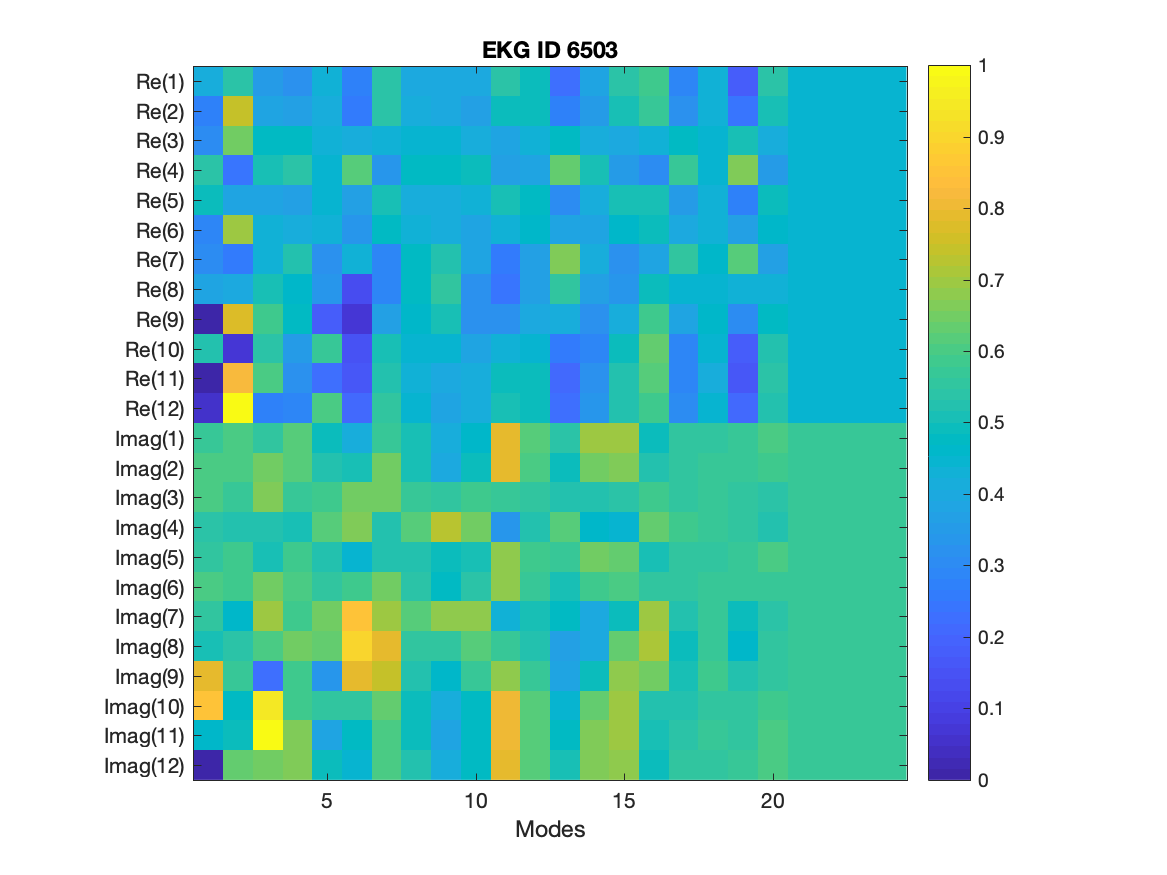 EKG ID 6503
Re(1)
Re(2)
Re(3)
Re(4)
Re(5)
Re(6)
Re(7)
Re(8)
Re(9)
Re(10)
Re(11)
Re(12)
Imag(1)
Imag(2)
Imag(3)
Imag(4)
Imag(5)
Imag(6)
Imag(7)
Imag(8)
Imag(9)
Imag(10)
Imag(11)
Imag(12)
5 10 15 20
Modes
1
0.9
0.8
0.7
0.6
0.5
0.4
0.3
0.2
0.1
0